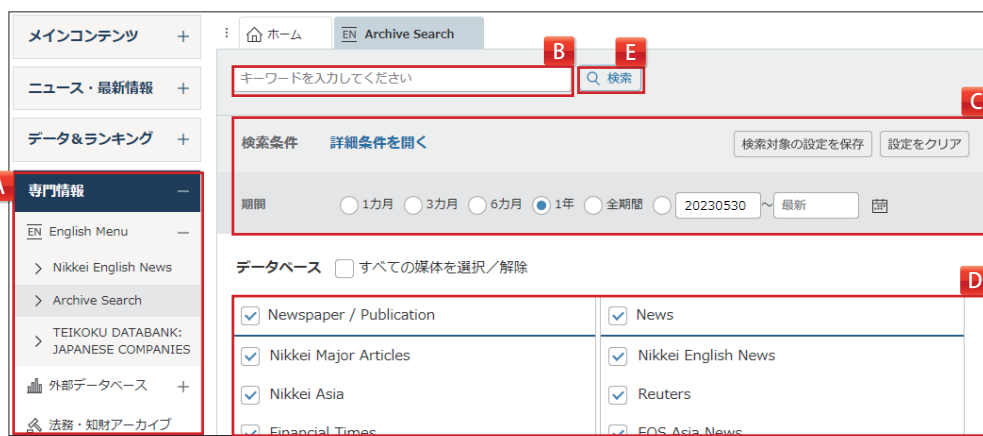 メインコンテンツ +
ニュース・最新情報 +
データ&ランキング +
A
専門情報 −
EN English Menu −
> Nikkei English News
> Archive Search
> TEIKOKU DATABANK:
JAPANESE COMPANIES
外部データベース +
法務・知財アーカイブ
ホーム
EN Archive Search
B
E
キーワードを入力してください
検索
C
検索条件 詳細条件を開く 検索対象の設定を保存 設定をクリア
期間 1カ月 3カ月 6カ月 1年 全期間 20230530 ~ 最新
データベース すべての媒体を選択/解除
D
Newspaper / Publication News
Nikkei Major Articles Nikkei English News
Nikkei Asia Reuters
Financial Times FOS Asia News